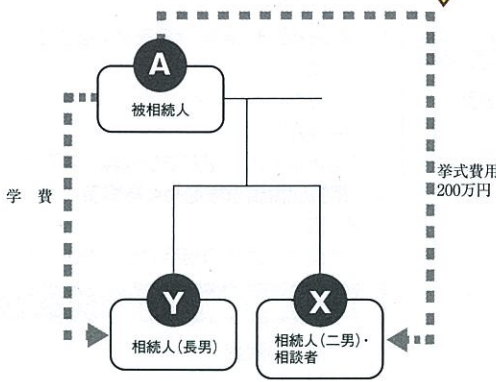 A
被相続人
学　費
挙式費用
200万円
Y
相続人(長男)
X
相続人(二男)・
相談者